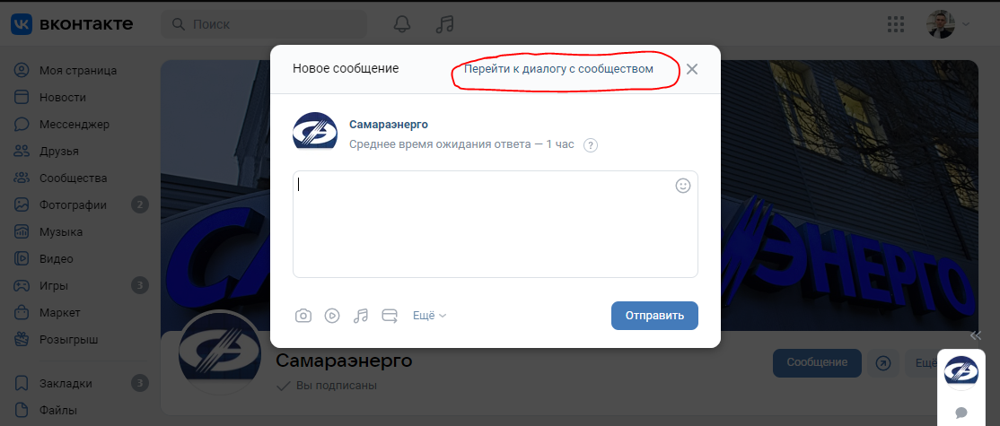 вконтакте
Поиск
Моя страница
Новости
Мессенджер
Друзья
Сообщества
Фотографии 2
Музыка
Видео
Игры 3
Маркет
Розыгрыш
Закладки 3
Файлы
Новое сообщение Перейти к диалогу с сообществом
Самараэнерго
Среднее время ожидания ответа — 1 час ?
Ещё
Отправить
ЭНЕРГО
Самараэнерго
Вы подписаны
Сообщение
Ещё